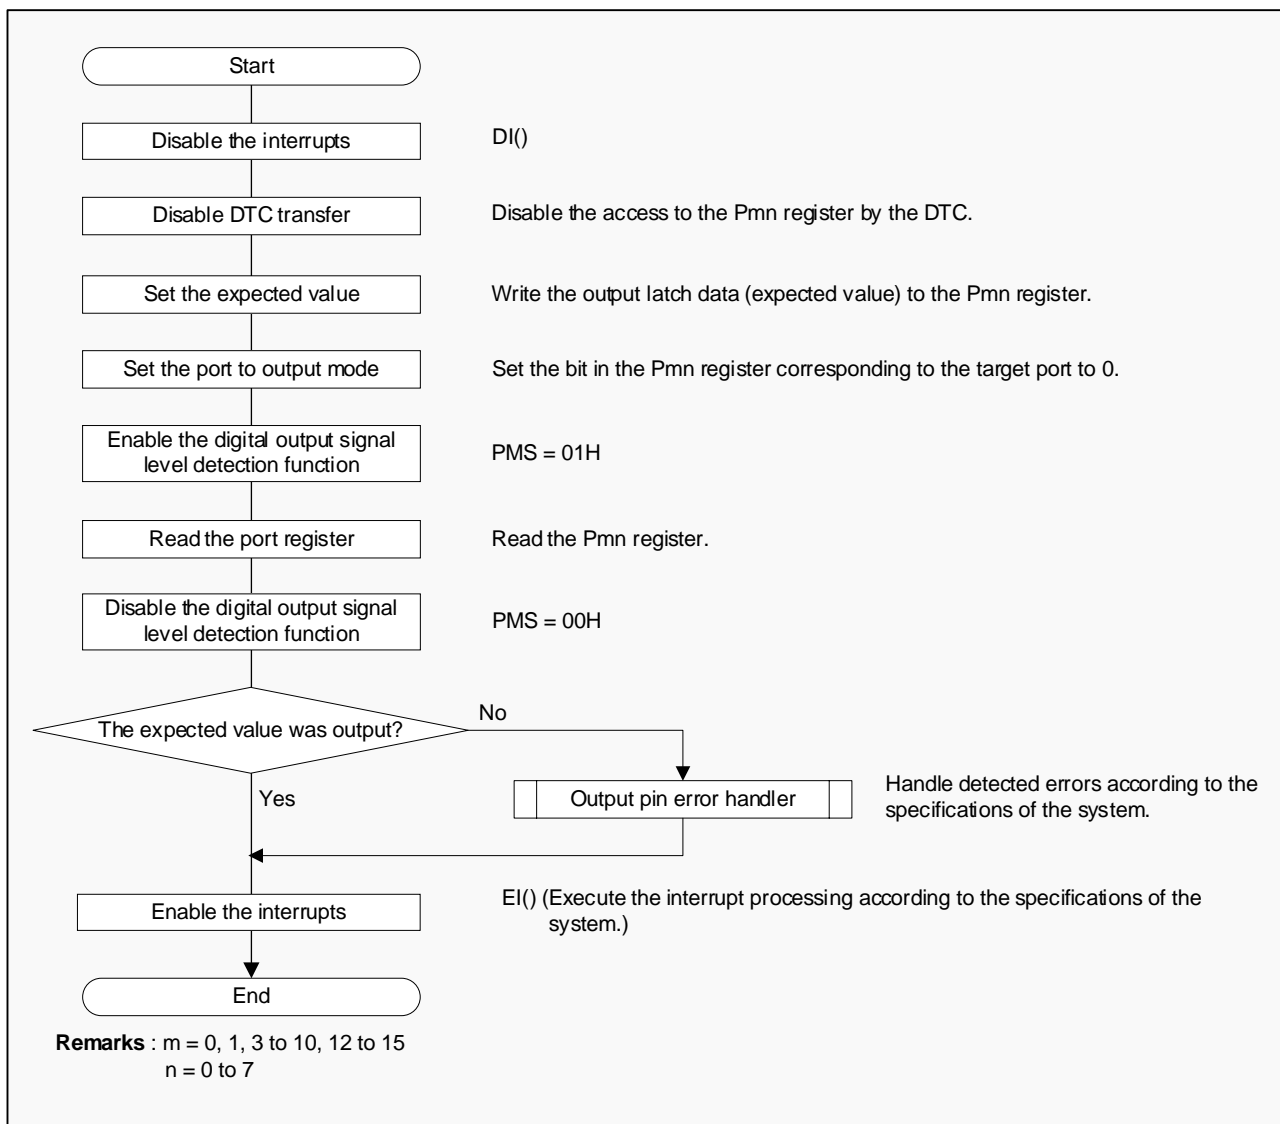 Start
Disable the interrupts
DI()
Disable DTC transfer
Disable the access to the Pmn register by the DTC.
Set the expected value
Write the output latch data (expected value) to the Pmn register.
Set the port to output mode
Set the bit in the Pmn register corresponding to the target port to 0.
Enable the digital output signal
level detection function
PMS = 01H
Read the port register
Read the Pmn register.
Disable the digital output signal
level detection function
PMS = 00H
The expected value was output?
No
Yes
Output pin error handler
Handle detected errors according to the
specifications of the system.
Enable the interrupts
EI() (Execute the interrupt processing according to the specifications of the
system.)
End
Remarks : m = 0, 1, 3 to 10, 12 to 15
n = 0 to 7